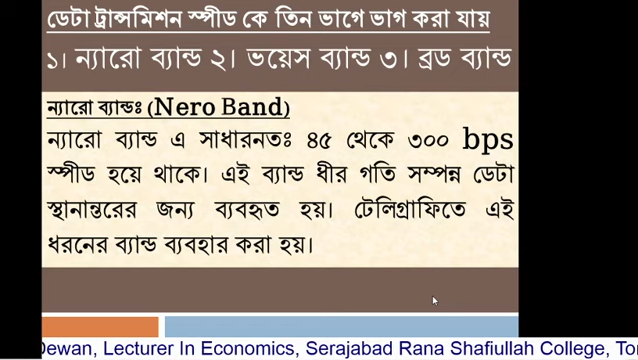 ডেটা ট্রান্সমিশন স্পীড কে তিন ভাগে ভাগ করা যায়
১। ন্যারো ব্যান্ড ২। ভয়েস ব্যান্ড ৩। ব্রড ব্যান্ড
ন্যারো ব্যান্ডঃ (Nero Band)
ন্যারো ব্যান্ড এ সাধারনতঃ ৪৫ থেকে ৩০০ bps
স্পীড হয়ে থাকে। এই ব্যান্ড ধীর গতি সম্পন্ন ডেটা
স্থানান্তরের জন্য ব্যবহৃত হয়। টেলিগ্রাফিতে এই
ধরনের ব্যান্ড ব্যবহার করা হয়।
Dewan, Lecturer In Economics, Serajabad Rana Shafiullah College, To